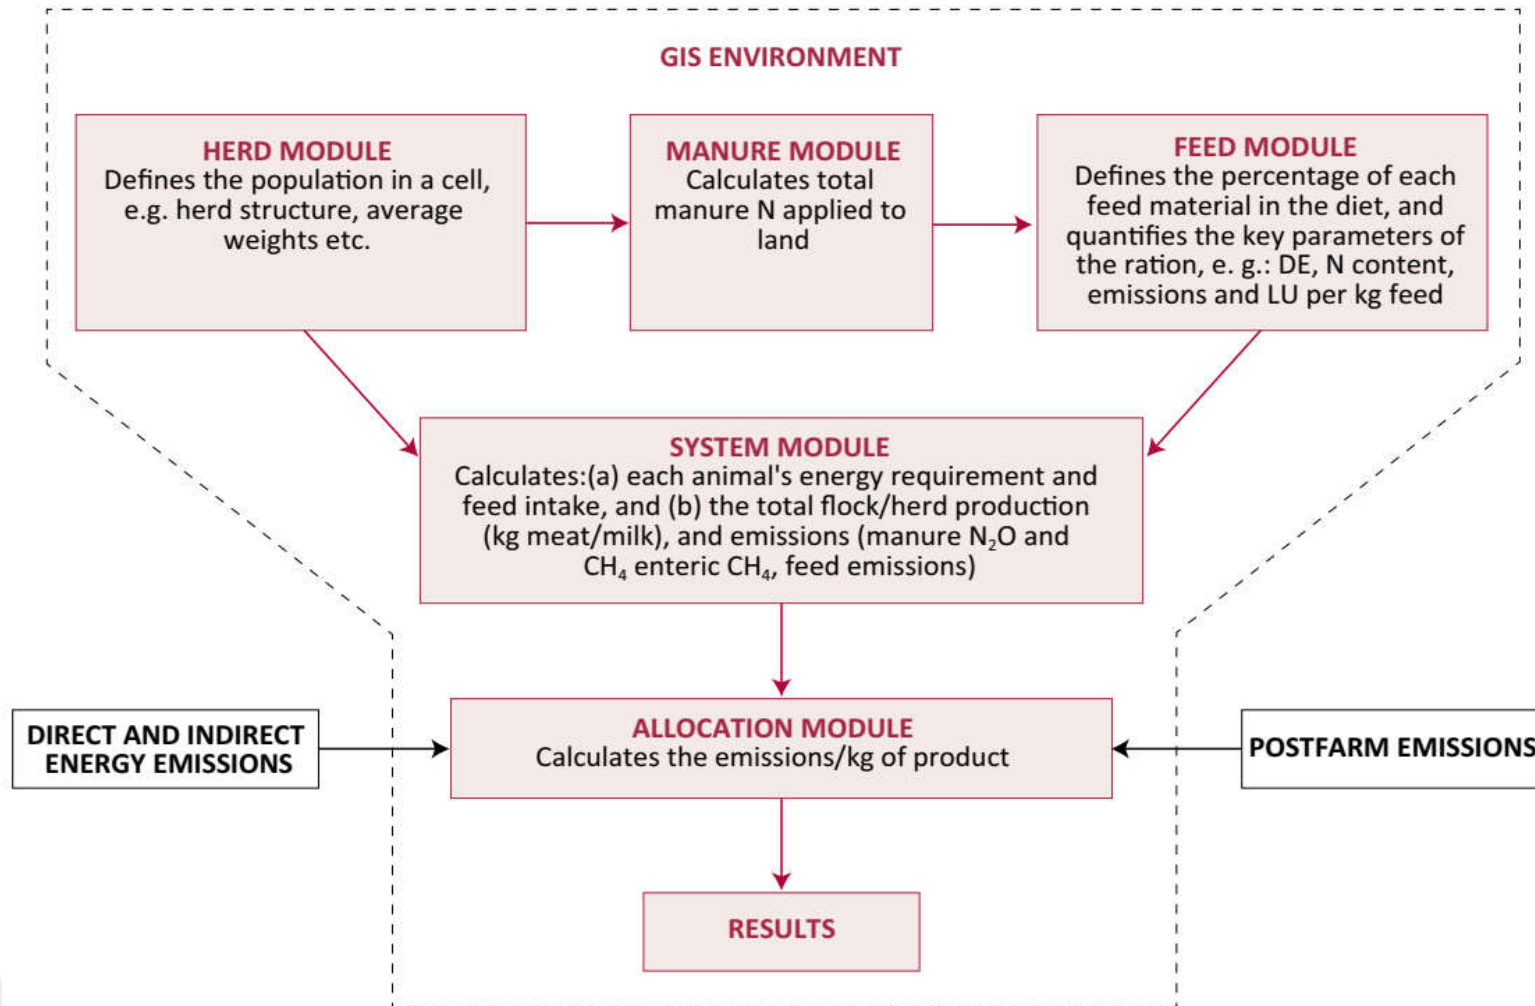 GIS ENVIRONMENT
HERD MODULE
Defines the population in a cell,
e.g. herd structure, average
weights etc.
MANURE MODULE
Calculates total
manure N applied to
land
FEED MODULE
Defines the percentage of each
feed material in the diet, and
quantifies the key parameters of
the ration, e. g.: DE, N content,
emissions and LU per kg feed
SYSTEM MODULE
Calculates:(a) each animal's energy requirement and
feed intake, and (b) the total flock/herd production
(kg meat/milk), and emissions (manure N₂O and
CH₄ enteric CH₄, feed emissions)
DIRECT AND INDIRECT
ENERGY EMISSIONS
ALLOCATION MODULE
Calculates the emissions/kg of product
POSTFARM EMISSIONS
RESULTS